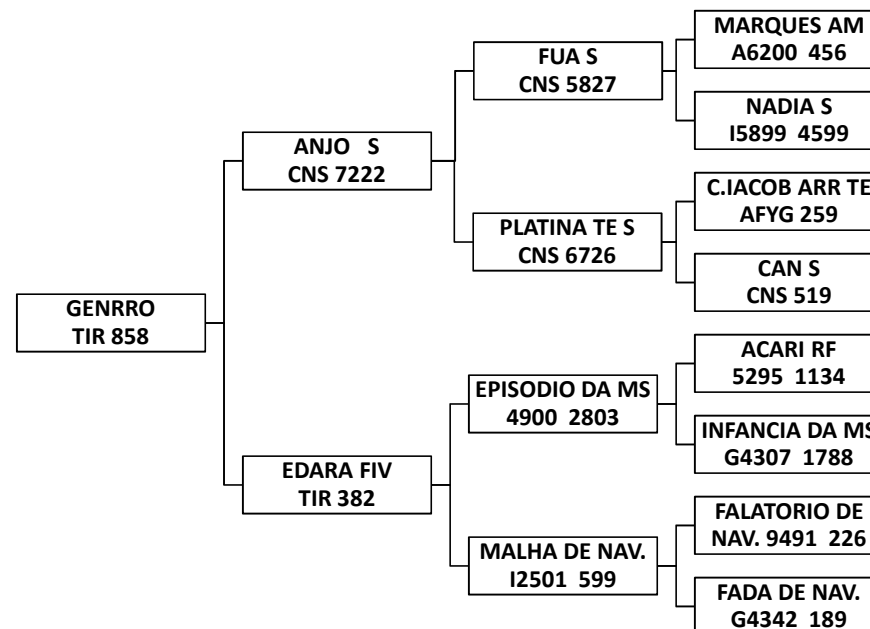 MARQUES AM
A6200 456
FUA S
CNS 5827
NADIA S
I5899 4599
ANJO S
CNS 7222
C.IACOB ARR TE
AFYG 259
PLATINA TE S
CNS 6726
CAN S
CNS 519
GENRRO
TIR 858
ACARI RF
5295 1134
EPISODIO DA MS
4900 2803
INFANCIA DA MS
G4307 1788
EDARA FIV
TIR 382
FALATORIO DE
NAV. 9491 226
MALHA DE NAV.
I2501 599
FADA DE NAV.
G4342 189